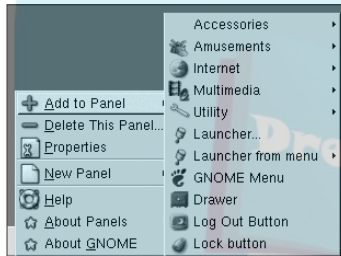 Accessories
Amusements
Internet
Multimedia
Utility
Launcher...
Launcher from menu
GNOME Menu
Drawer
Log Out Button
Lock button
Add to Panel
Delete This Panel...
Properties
New Panel
Help
About Panels
About GNOME